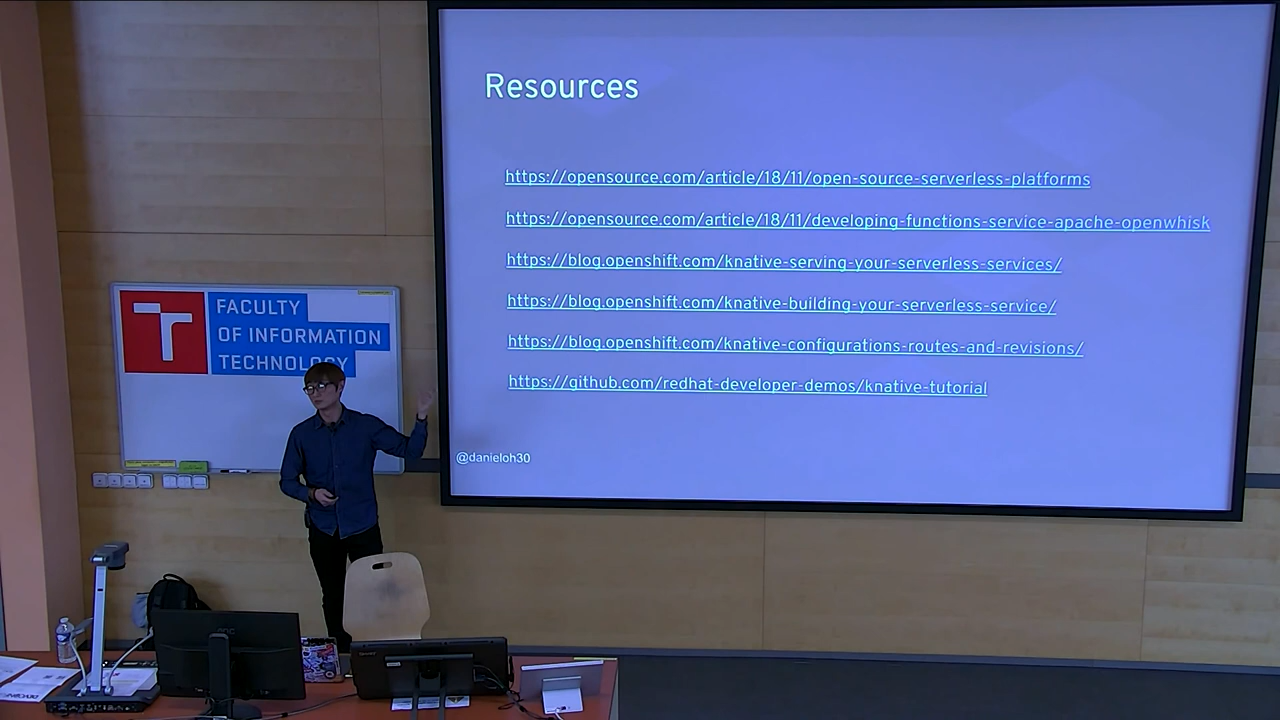 Resources
https://opensource.com/article/18/11/open-source-serverless-platforms
https://opensource.com/article/18/11/developing-functions-service-apache-openwhisk
https://blog.openshift.com/knative-serving-your-serverless-services/
https://blog.openshift.com/knative-building-your-serverless-service/
https://blog.openshift.com/knative-configurations-routes-and-revisions/
https://github.com/redhat-developer-demos/knative-tutorial
@danieloh30
FACULTY
OF INFORMATION
TECHNOLOGY
AOC